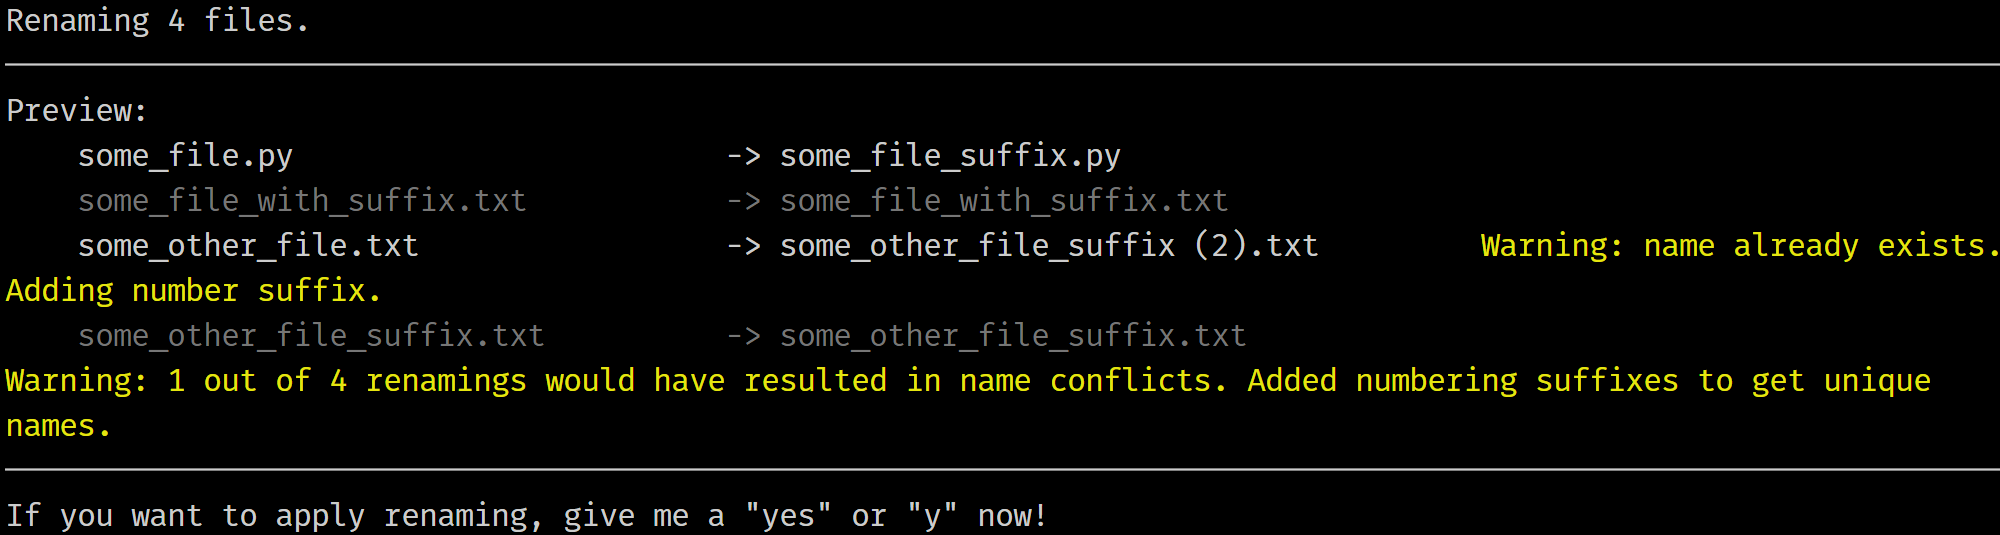 Renaming 4 files.
Preview:
some_file.py -> some_file_suffix.py
some_file_with_suffix.txt -> some_file_with_suffix.txt
some_other_file.txt -> some_other_file_suffix (2).txt Warning: name already exists.
Adding number suffix.
some_other_file_suffix.txt -> some_other_file_suffix.txt
Warning: 1 out of 4 renamings would have resulted in name conflicts. Added numbering suffixes to get unique
names.
If you want to apply renaming, give me a "yes" or "y" now!